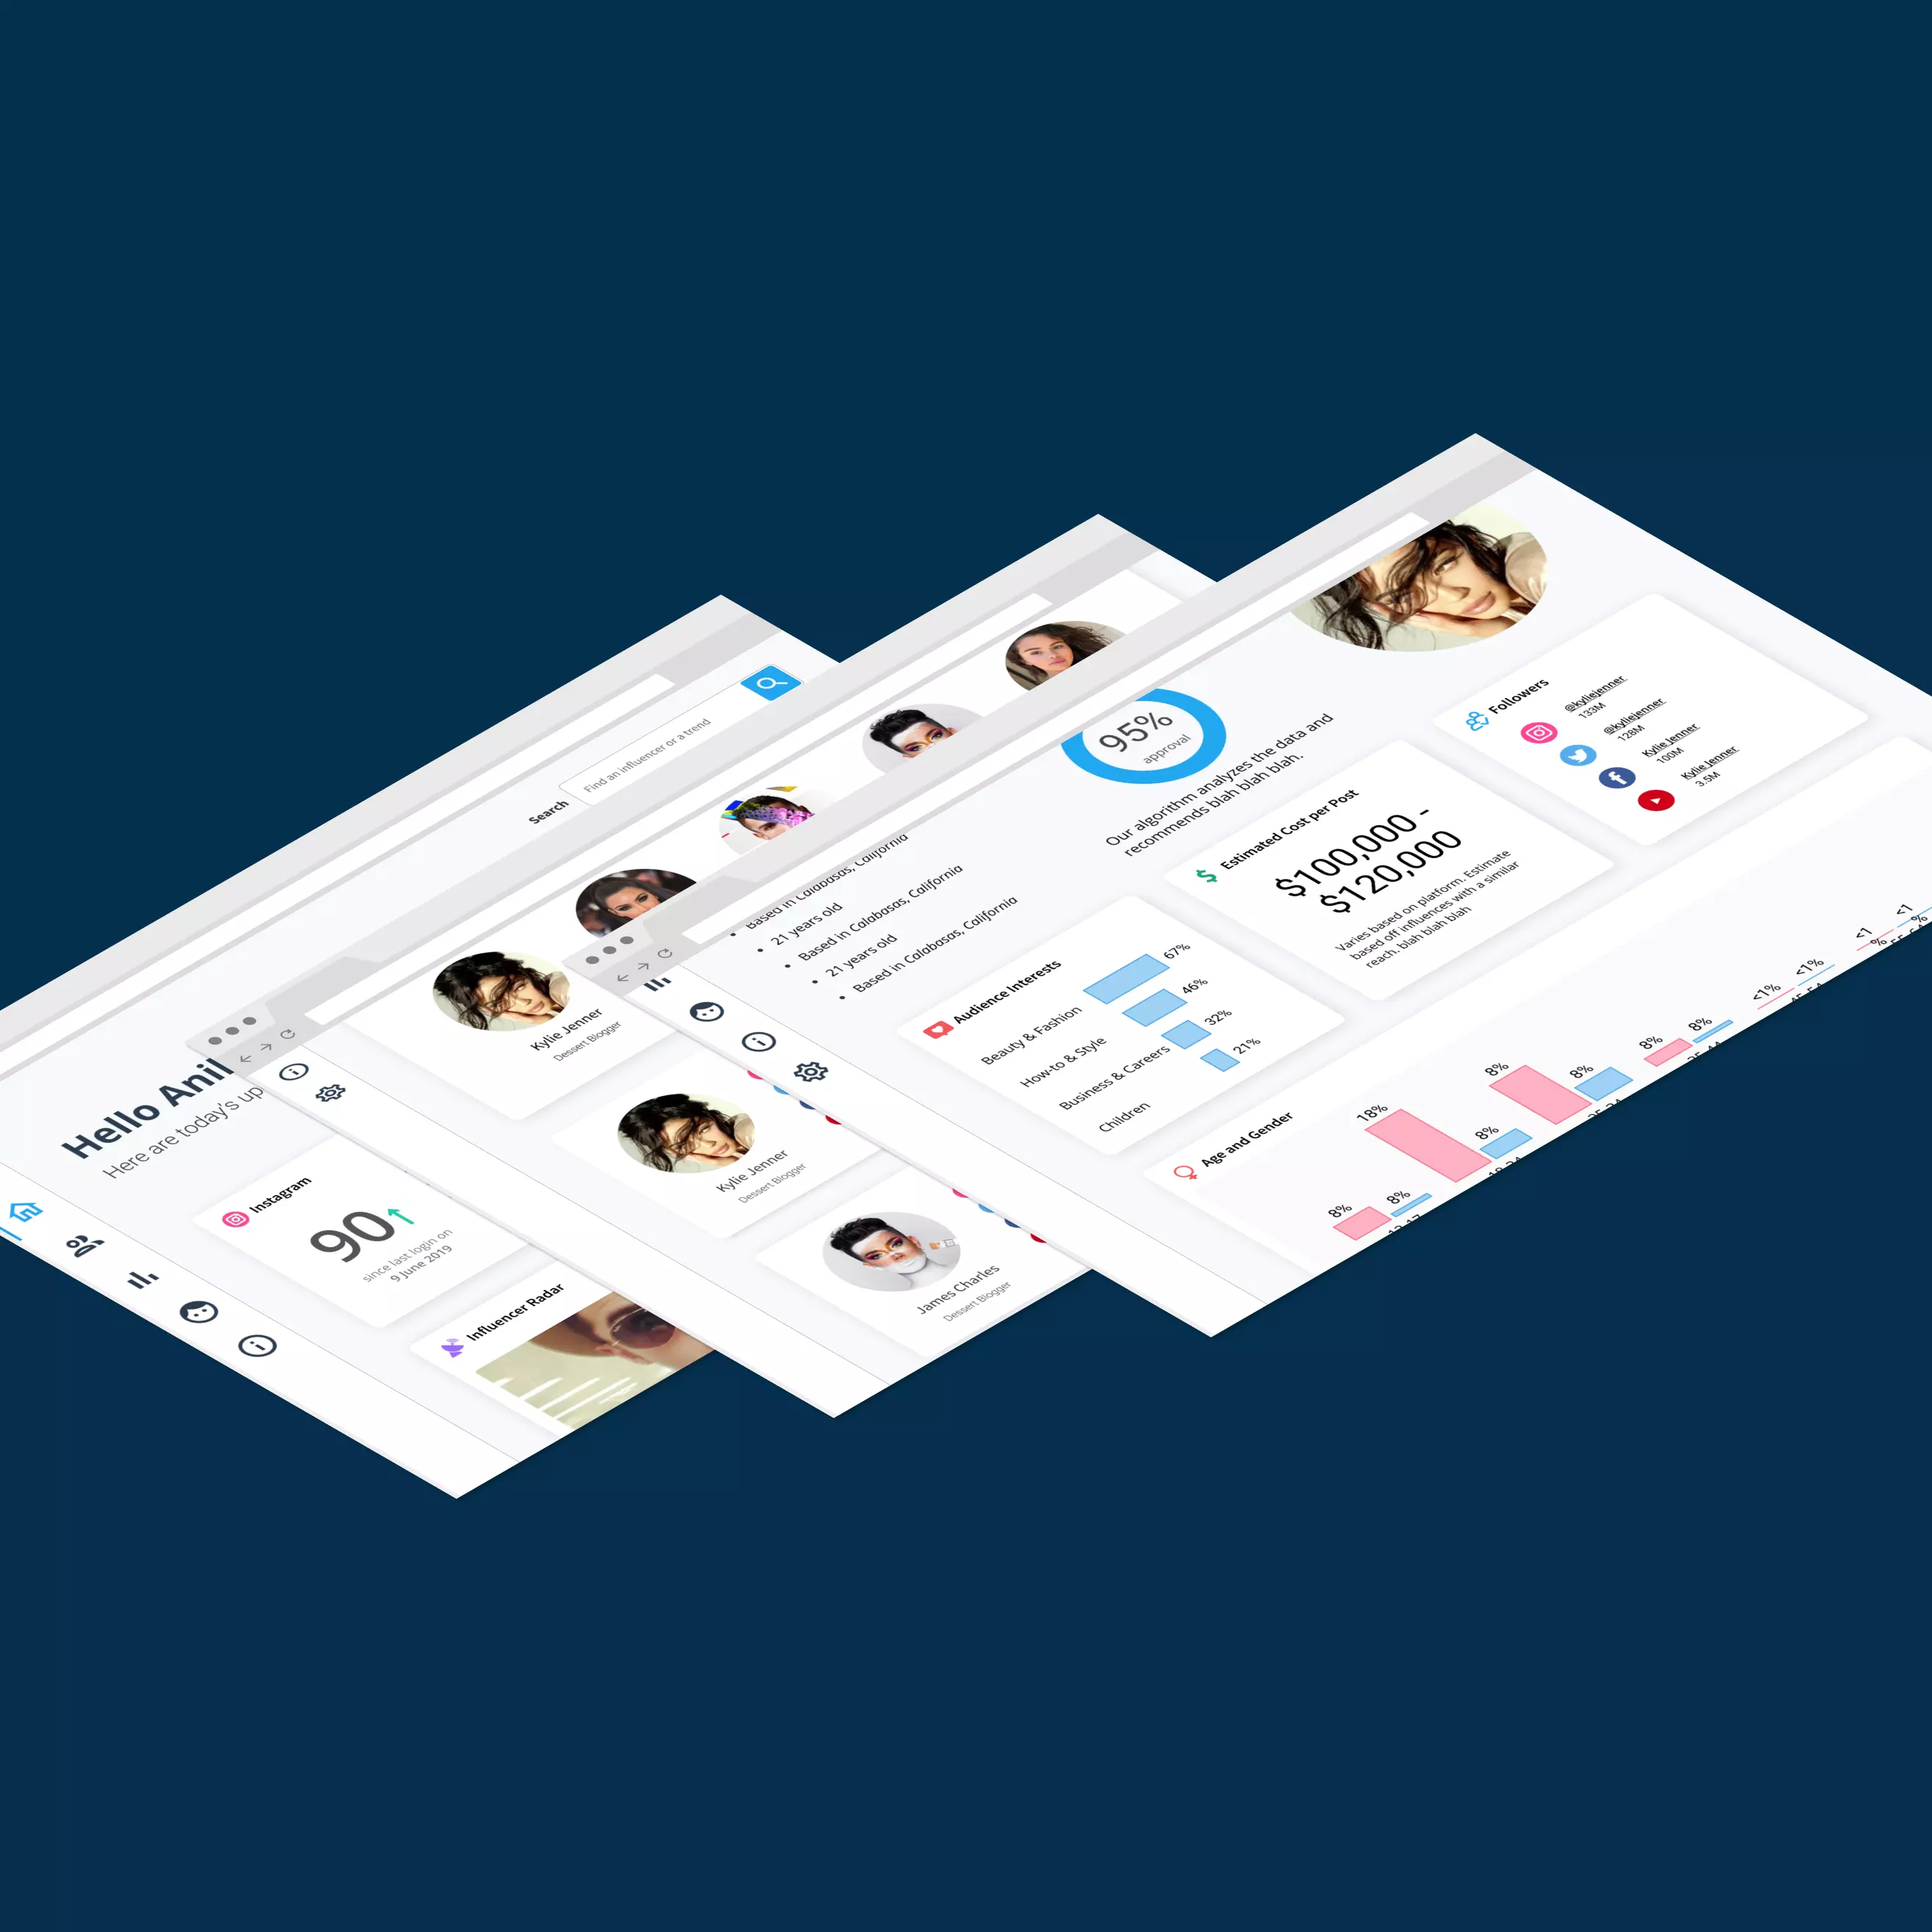 Search
Find an influencer or a trend
Hello Anil
Here are today's up
Instagram
90
since last login on
9 June 2019
Influencer Radar
Kylie Jenner
Dessert Blogger
Kylie Jenner
Dessert Blogger
James Charles
Dessert Blogger
95%
approval
Our algorithm analyzes the data and
recommends blah blah blah.
Based in Calabasas, California
21 years old
Based in Calabasas, California
21 years old
Based in Calabasas, California
Followers
@kyliejenner
133M
@kyliejenner
128M
Kylie Jenner
100M
Kylie Jenner
3.5M
Estimated Cost per Post
$100,000 -
$120,000
Varies based on platform. Estimate
based off influences with a similar
reach. blah blah blah
Audience Interests
Beauty & Fashion
67%
How-to & Style
46%
Business & Careers
32%
Children
21%
Age and Gender
8%
8%
18%
8%
8%
8%
8%
8%
<1%
<1%
<1
%
<1
%